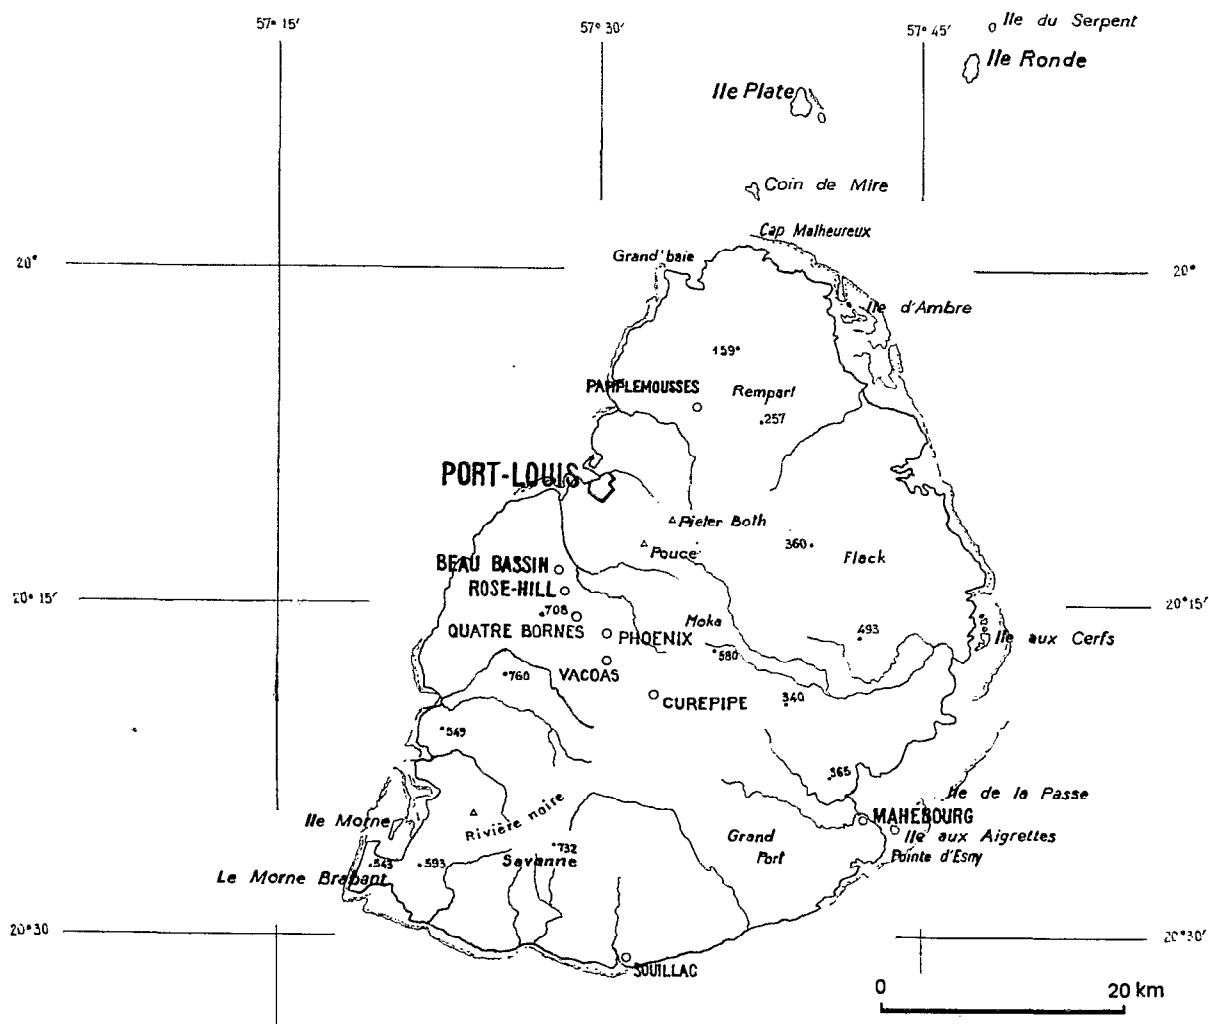 57° 15'
57° 30'
57° 45'
Ile du Serpent
Ile Ronde
Ile Plate
Coin de Mire
Cap Malheureux
Grand'baie
20°
20°
Ile d'Ambre
159
PAMPLEMOUSSES
Rempart
257
PORT-LOUIS
Pieter Both
360
Pouce
Flack
BEAU BASSIN
ROSE-HILL
20° 15'
20° 15'
708
Moka
QUATRE BORNES
PHOENIX
493
Ile aux Cerfs
580
760
VACOAS
CUREPIPE
340
549
365
Ile de la Passe
Ile Morne
Rivière noire
MAHEBOURG
Grand
Port
Ile aux Aigrettes
Pointe d'Esny
732
Savanne
543
593
Le Morne Brabant
20°30
20°30'
SOUILLAC
0
20 km